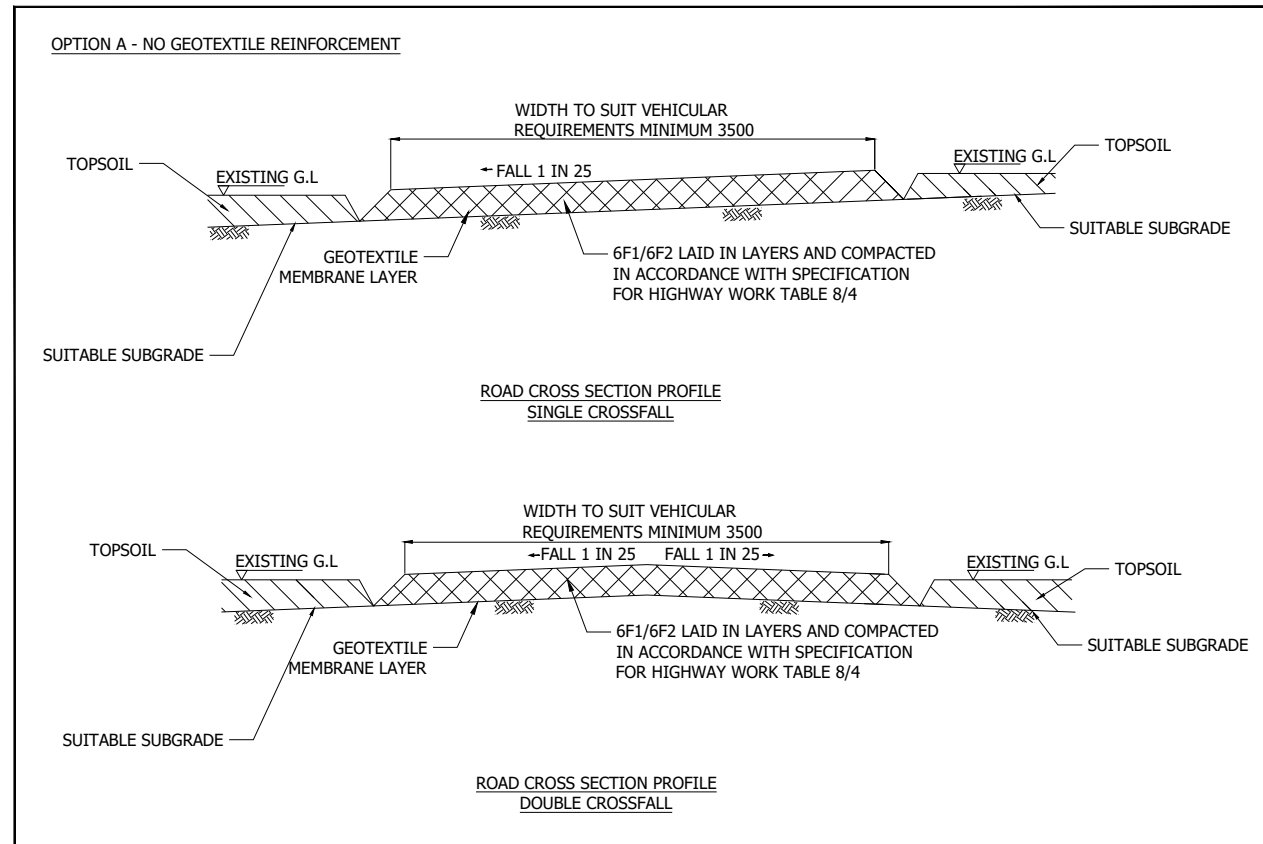 OPTION A - NO GEOTEXTILE REINFORCEMENT
WIDTH TO SUIT VEHICULAR
REQUIREMENTS MINIMUM 3500
TOPSOIL
EXISTING G.L
FALL 1 IN 25
EXISTING G.L
TOPSOIL
SUITABLE SUBGRADE
GEOTEXTILE
MEMBRANE LAYER
6F1/6F2 LAID IN LAYERS AND COMPACTED
IN ACCORDANCE WITH SPECIFICATION
FOR HIGHWAY WORK TABLE 8/4
SUITABLE SUBGRADE
ROAD CROSS SECTION PROFILE
SINGLE CROSSFALL
WIDTH TO SUIT VEHICULAR
REQUIREMENTS MINIMUM 3500
TOPSOIL
EXISTING G.L
FALL 1 IN 25
FALL 1 IN 25
EXISTING G.L
TOPSOIL
GEOTEXTILE
MEMBRANE LAYER
6F1/6F2 LAID IN LAYERS AND COMPACTED
IN ACCORDANCE WITH SPECIFICATION
FOR HIGHWAY WORK TABLE 8/4
SUITABLE SUBGRADE
SUITABLE SUBGRADE
ROAD CROSS SECTION PROFILE
DOUBLE CROSSFALL